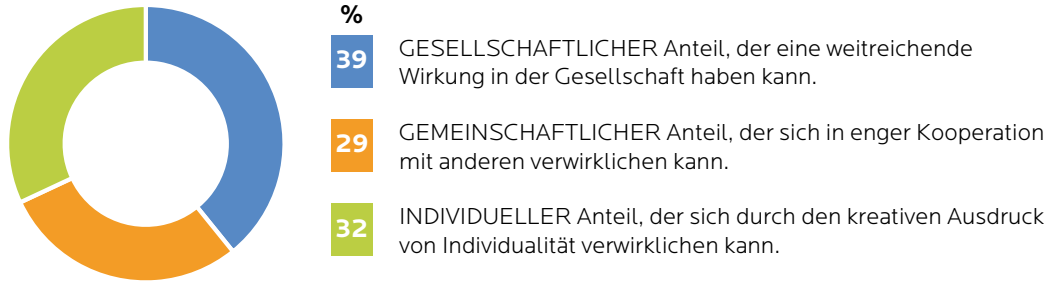 %
39
GESELLSCHAFTLICHER Anteil, der eine weitreichende
Wirkung in der Gesellschaft haben kann.
29
GEMEINSCHAFTLICHER Anteil, der sich in enger Kooperation
mit anderen verwirklichen kann.
32
INDIVIDUELLER Anteil, der sich durch den kreativen Ausdruck
von Individualität verwirklichen kann.